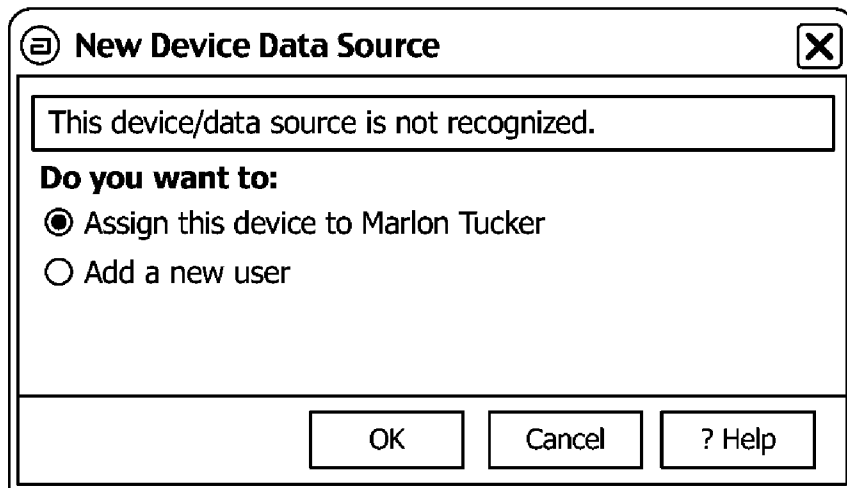 New Device Data Source
This device/data source is not recognized.
Do you want to:
Assign this device to Marlon Tucker
Add a new user
OK Cancel ? Help